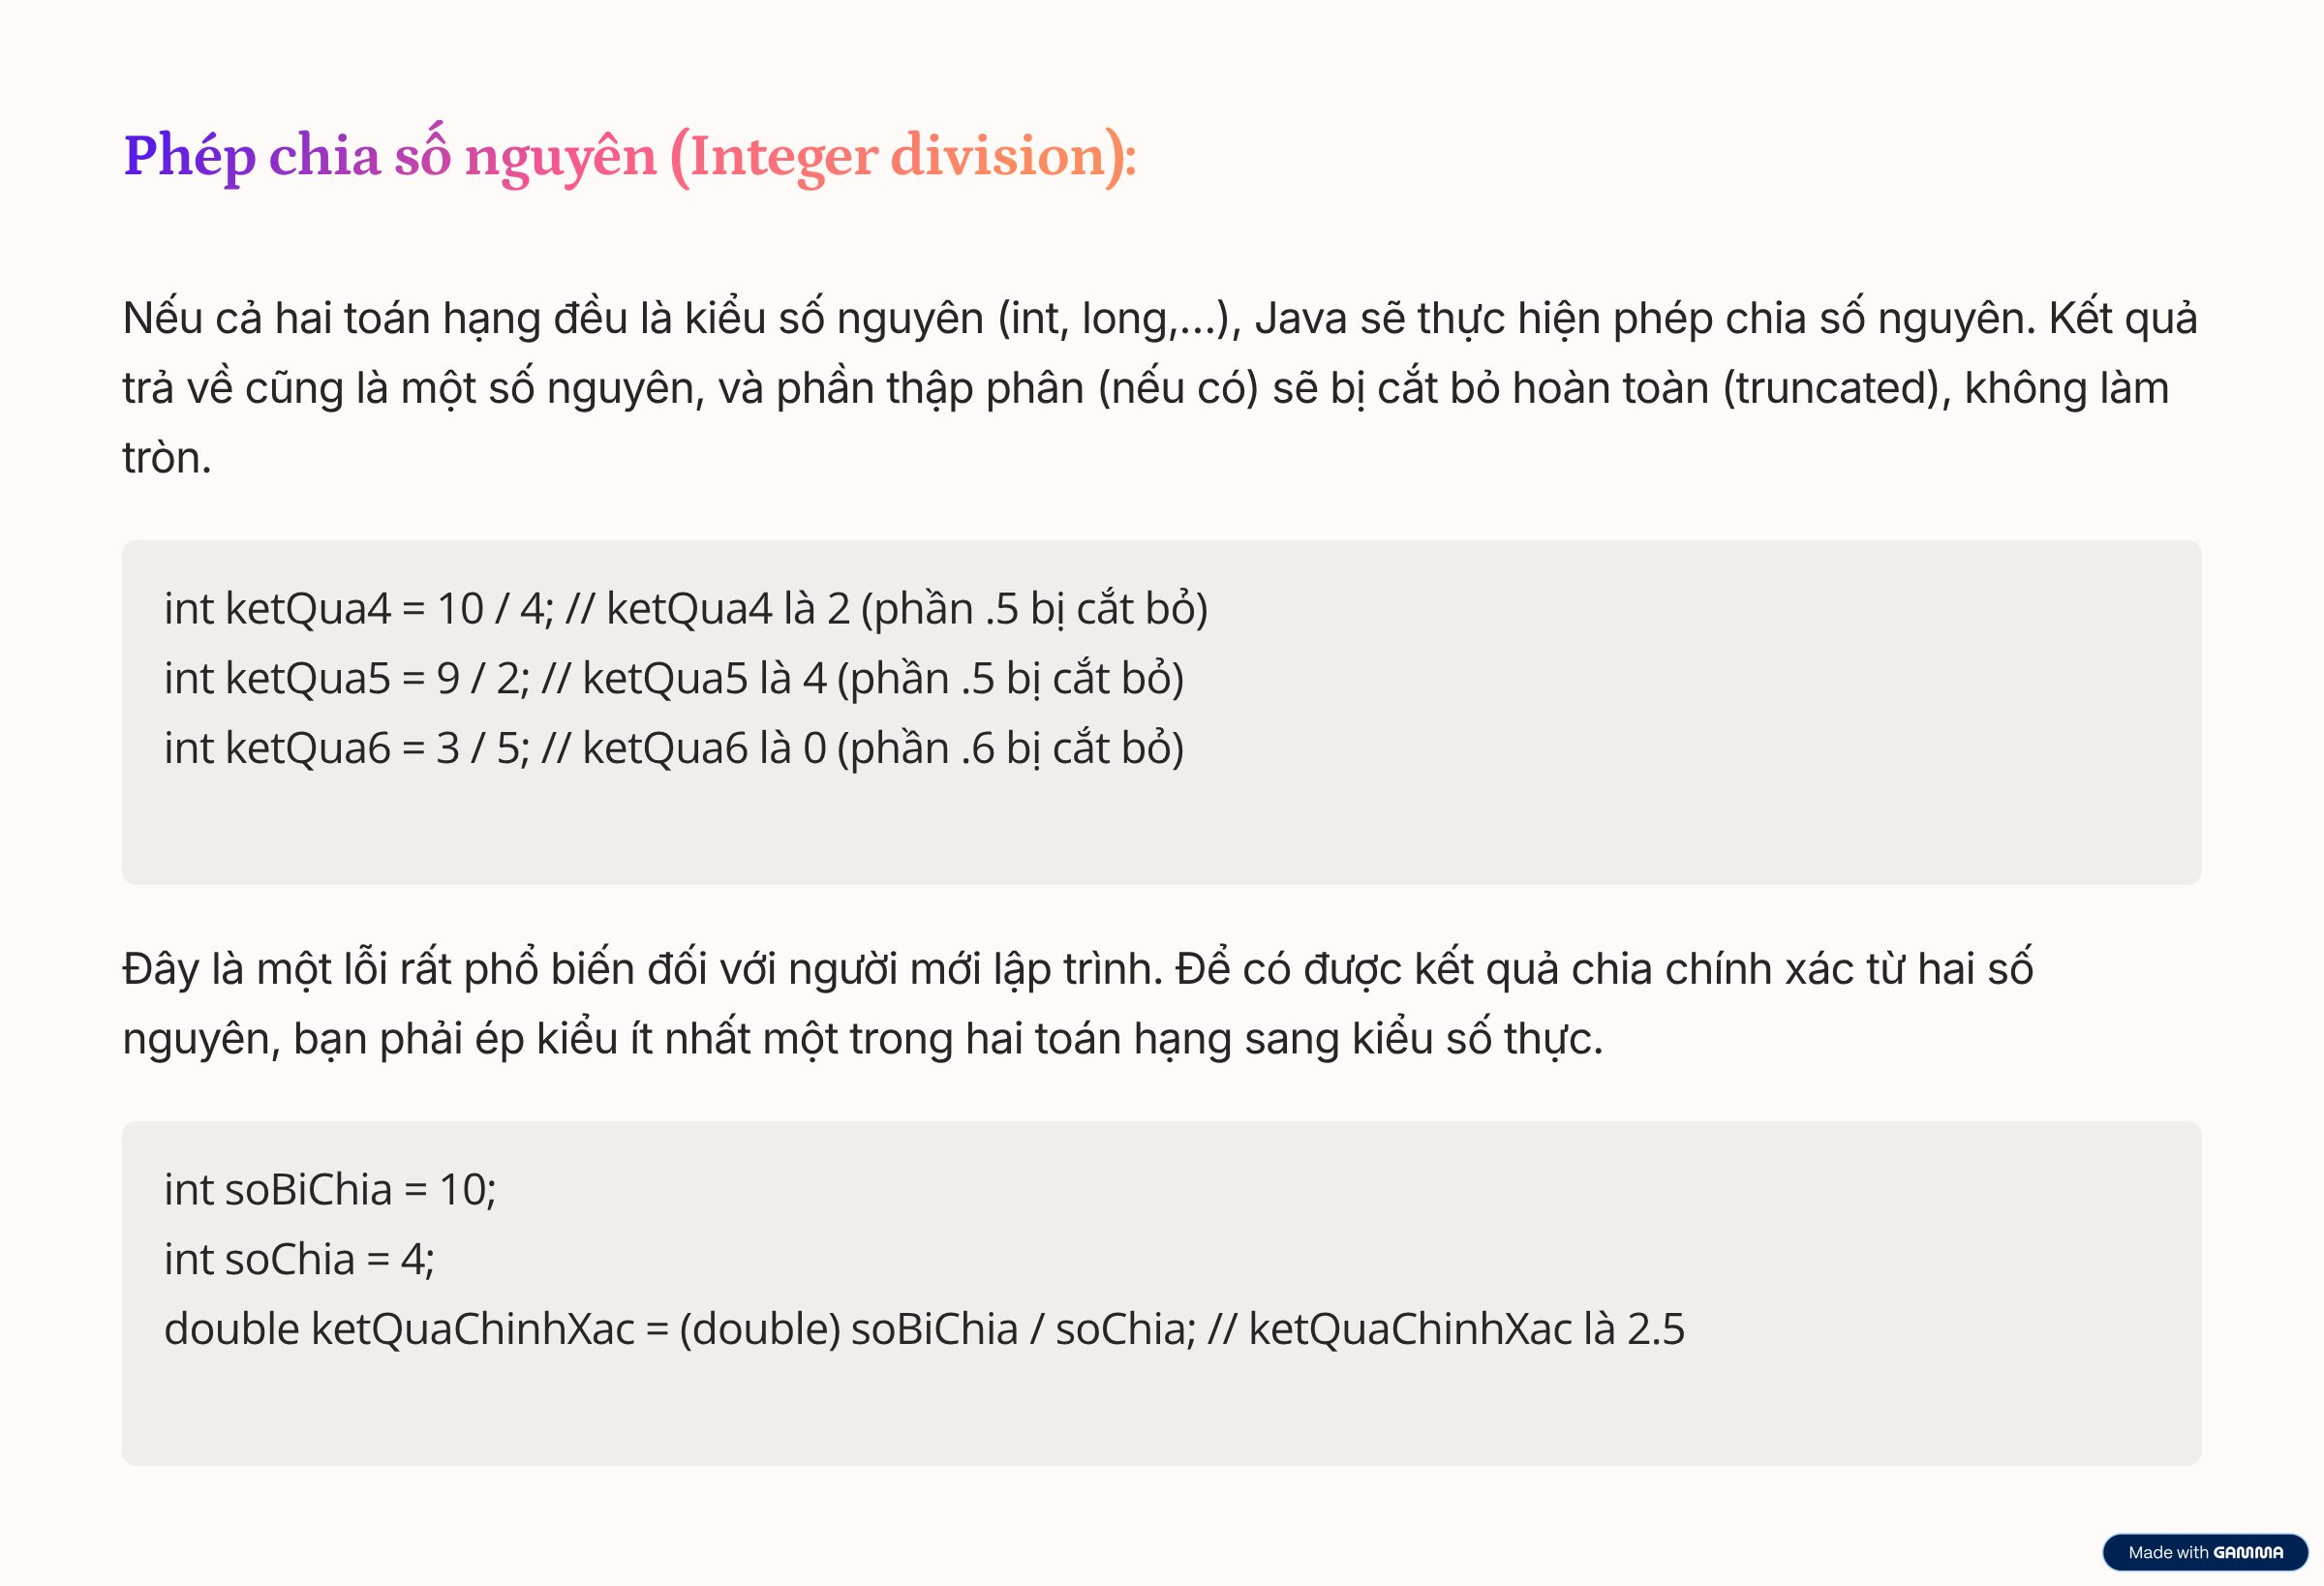 Phép chia số nguyên (Integer division):
Nếu cả hai toán hạng đều là kiểu số nguyên (int, long,...), Java sẽ thực hiện phép chia số nguyên. Kết quả
trả về cũng là một số nguyên, và phần thập phân (nếu có) sẽ bị cắt bỏ hoàn toàn (truncated), không làm
tròn.
int ketQua4 = 10 / 4; // ketQua4 là 2 (phần .5 bị cắt bỏ)
int ketQua5 = 9 / 2; // ketQua5 là 4 (phần .5 bị cắt bỏ)
int ketQua6 = 3 / 5; // ketQua6 là 0 (phần .6 bị cắt bỏ)
Đây là một lỗi rất phổ biến đối với người mới lập trình. Để có được kết quả chia chính xác từ hai số
nguyên, bạn phải ép kiểu ít nhất một trong hai toán hạng sang kiểu số thực.
int soBiChia = 10;
int soChia = 4;
double ketQuaChinhXac = (double) soBiChia / soChia; // ketQuaChinhXac là 2.5
Made with GAMMA